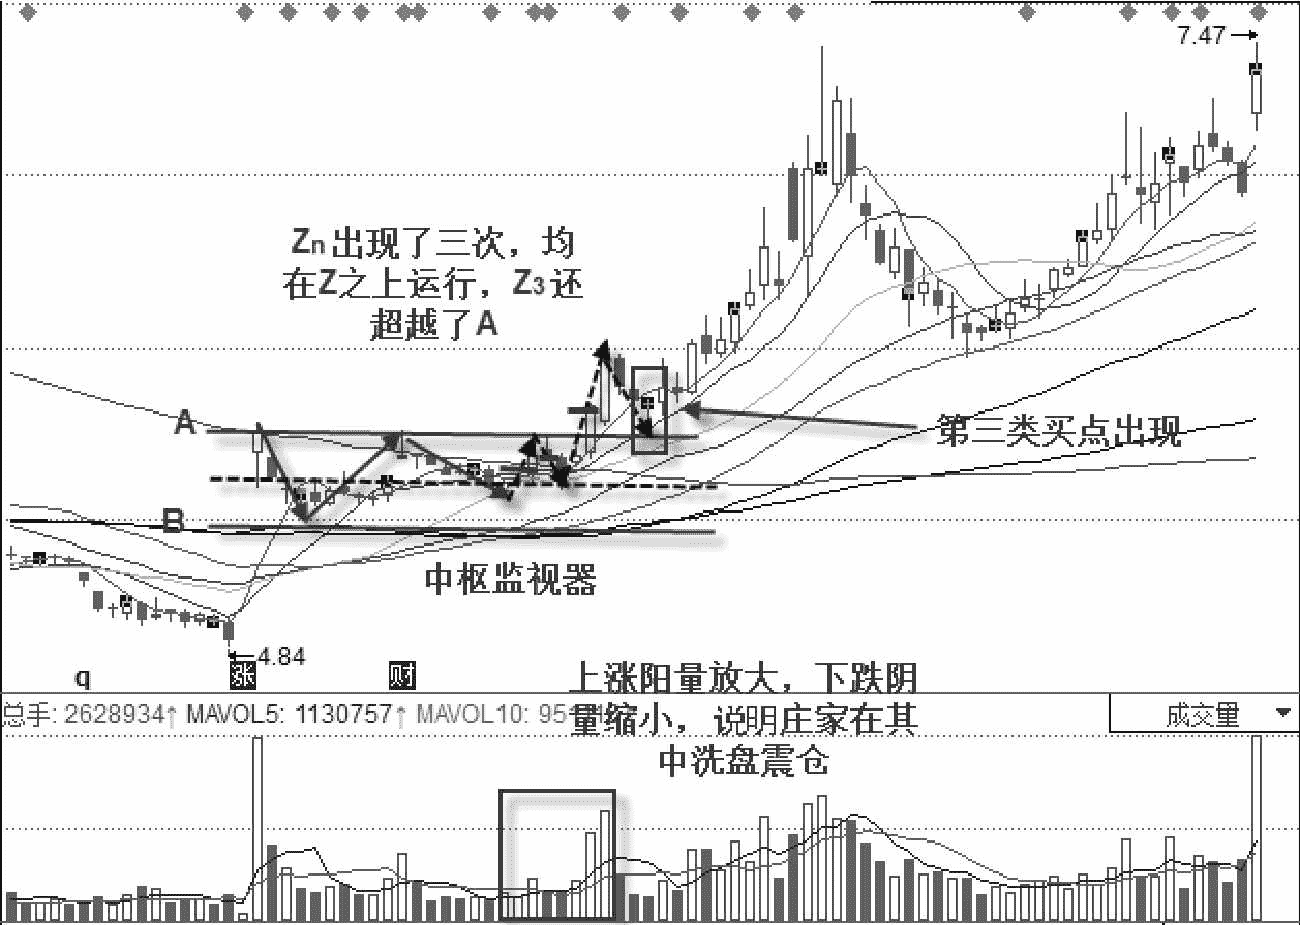 7.47
Zn出现了三次，均
在Z之上运行，Z3还
超越了A
A
第三类买点出现
B
中枢监视器
4.84
q
涨
财
上涨阳量放大，下跌阴
量缩小，说明庄家在其
中洗盘震仓
总手: 2628934↑ MAVOL5: 1130757↑ MAVOL10:
成交量